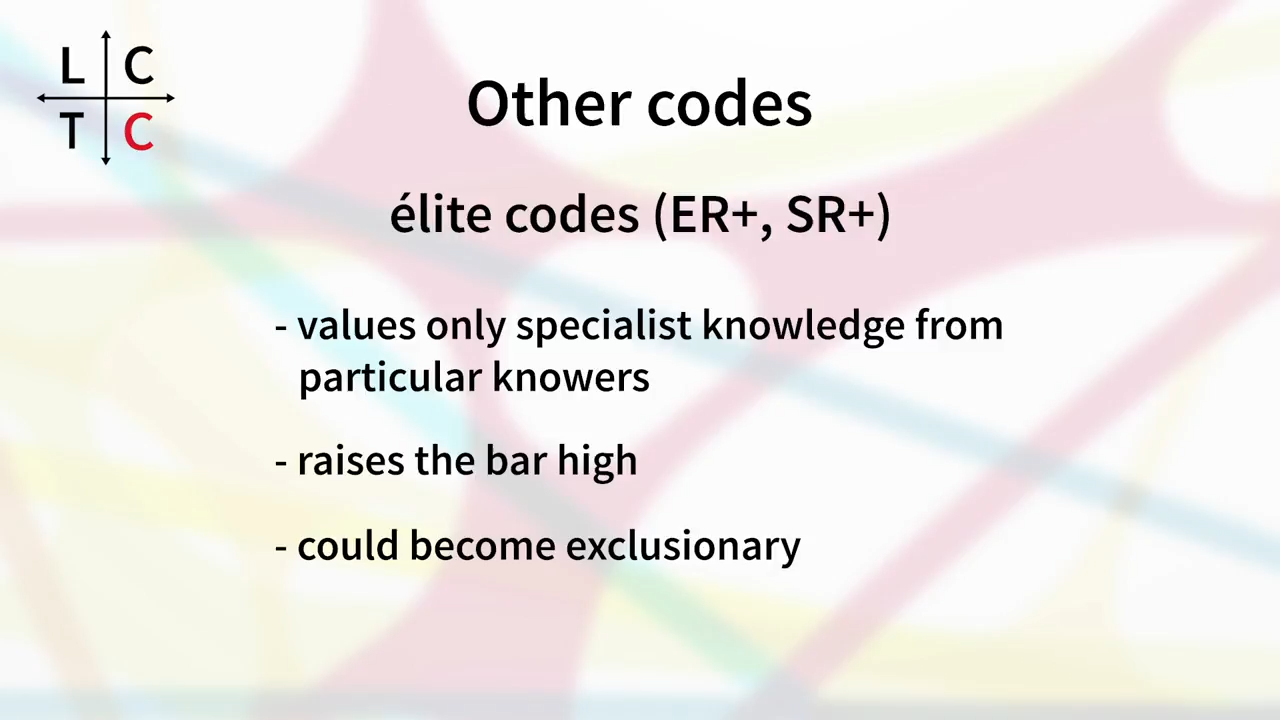 L C
T C
Other codes
élite codes (ER+, SR+)
- values only specialist knowledge from
particular knowers
- raises the bar high
- could become exclusionary